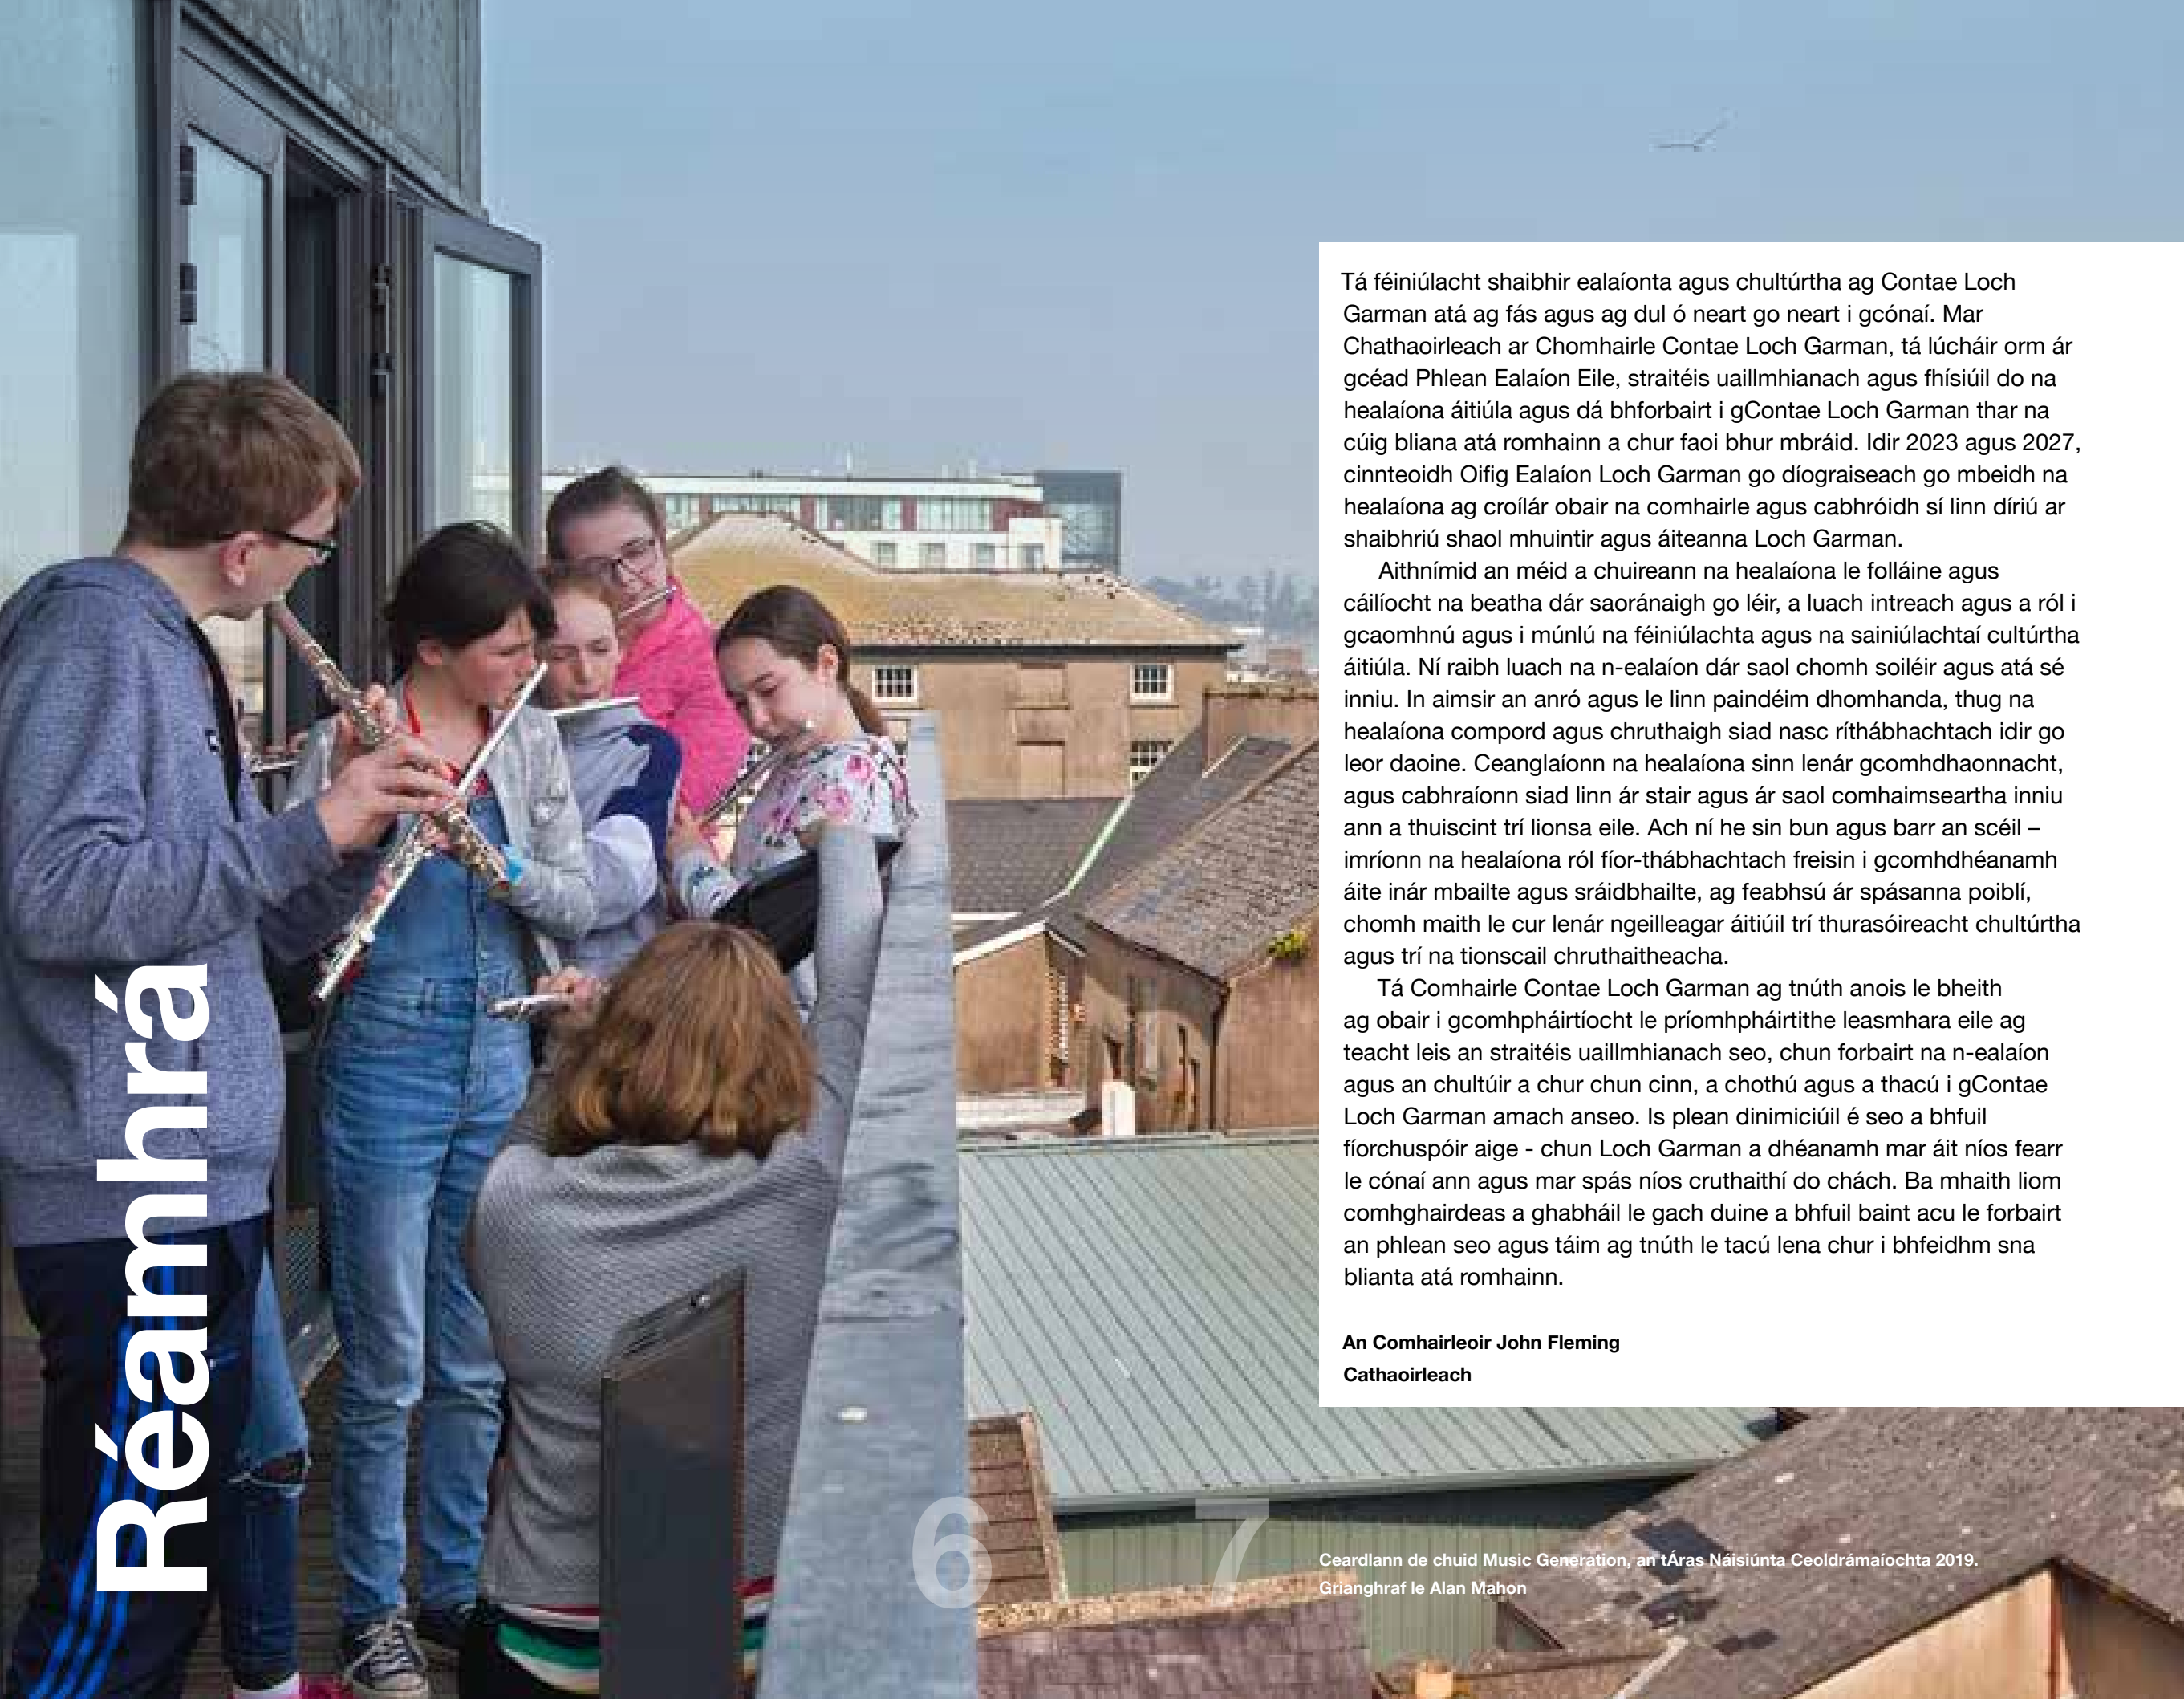 Réamhrá
Tá féiniúlacht shaibhir ealaíonta agus chultúrtha ag Contae Loch
Garman atá ag fás agus ag dul ó neart go neart i gcónaí. Mar
Chathaoirleach ar Chomhairle Contae Loch Garman, tá lúcháir orm ár
gcéad Phlean Ealaíon Eile, straitéis uaillmhianach agus fhísiúil do na
healaíona áitiúla agus dá bhforbairt i gContae Loch Garman thar na
cúig bliana atá romhainn a chur faoi bhur mbráid. Idir 2023 agus 2027,
cinnteoidh Oifig Ealaíon Loch Garman go díograiseach go mbeidh na
healaíona ag croílár obair na comhairle agus cabhróidh sí linn díriú ar
shaibhriú shaol mhuintir agus áiteanna Loch Garman.
Aithnímid an méid a chuireann na healaíona le folláine agus
cáilíocht na beatha dár saoránaigh go léir, a luach intreach agus a ról i
gcaomhnú agus i múnlú na féiniúlachta agus na sainiúlachtaí cultúrtha
áitiúla. Ní raibh luach na n-ealaíon dár saol chomh soiléir agus atá sé
inniu. In aimsir an anró agus le linn paindéim dhomhanda, thug na
healaíona compord agus chruthaigh siad nasc ríthábhachtach idir go
leor daoine. Ceanglaíonn na healaíona sinn lenár gcomhdhaonnacht,
agus cabhraíonn siad linn ár stair agus ár saol comhaimseartha inniu
ann a thuiscint trí lionsa eile. Ach ní he sin bun agus barr an scéil –
imríonn na healaíona ról fíor-thábhachtach freisin i gcomhdhéanamh
áite inár mbailte agus sráidbhailte, ag feabhsú ár spásanna poiblí,
chomh maith le cur lenár ngeilleagar áitiúil trí thurasóireacht chultúrtha
agus trí na tionscail chruthaitheacha.
Tá Comhairle Contae Loch Garman ag tnúth anois le bheith
ag obair i gcomhpháirtíocht le príomhpháirtithe leasmhara eile ag
teacht leis an straitéis uaillmhianach seo, chun forbairt na n-ealaíon
agus an chultúir a chur chun cinn, a chothú agus a thacú i gContae
Loch Garman amach anseo. Is plean dinimiciúil é seo a bhfuil
fíorchuspóir aige - chun Loch Garman a dhéanamh mar áit níos fearr
le cónaí ann agus mar spás níos cruthaithí do chách. Ba mhaith liom
comhghairdeas a ghabháil le gach duine a bhfuil baint acu le forbairt
an phlean seo agus táim ag tnúth le tacú lena chur i bhfeidhm sna
blianta atá romhainn.
An Comhairleoir John Fleming
Cathaoirleach
6
7
Ceardlann de chuid Music Generation, an tÁras Náisiúnta Ceoldrámaíochta 2019.
Grianghraf le Alan Mahon